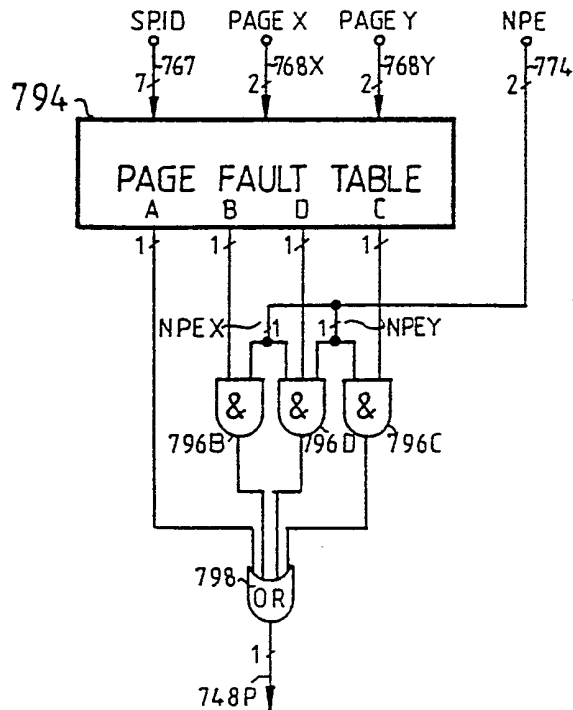 SPID PAGE X PAGE Y NPE
767 768X 768Y 774
7 2 2 2
794
PAGE FAULT TABLE
A B D C
1 1 1 1
NPEX 1 1 NPEY
& & &
796B 796D 796C
798
OR
1
748P